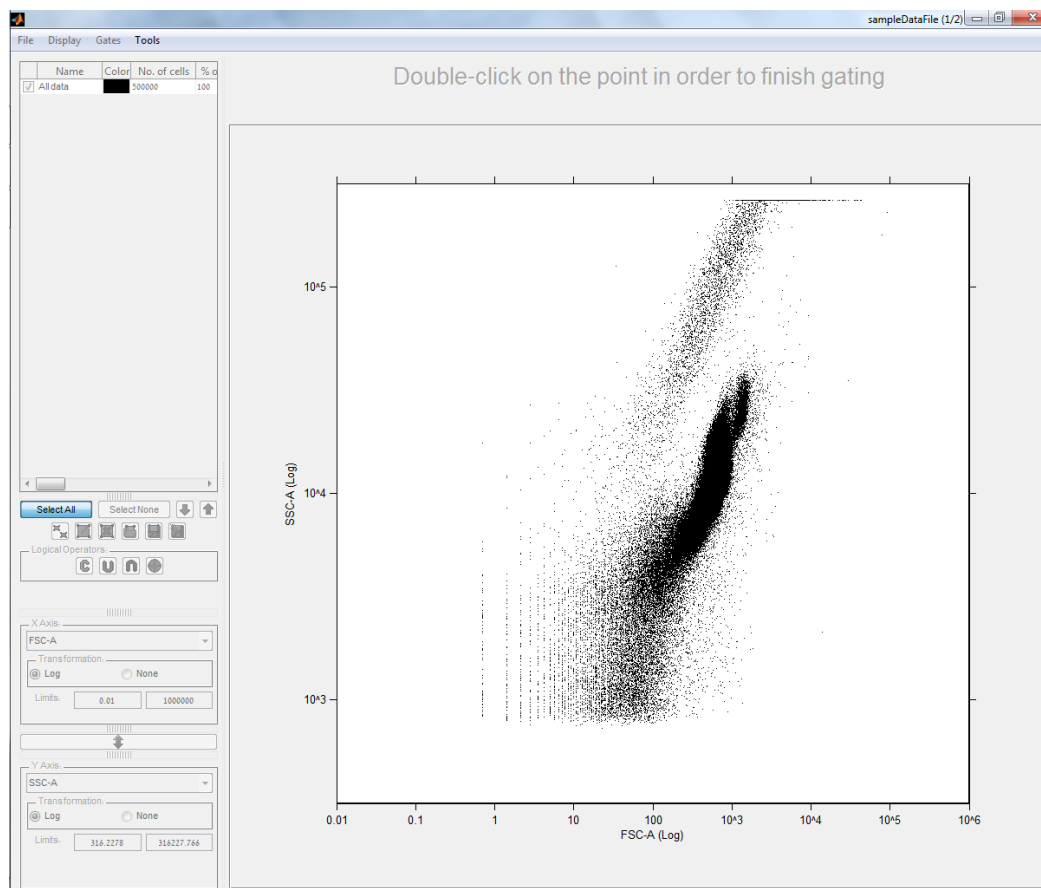 sampleDataFile (1/2)
File Display Gates Tools
Double-click on the point in order to finish gating
Name Color No. of cells % o
All data 500000 100
Select All Select None
Logical Operators:
C U
X Axis:
FSC-A
Transformation:
Log None
Limits: 0.01 1000000
Y Axis:
SSC-A
Transformation:
Log None
Limits: 316.2278 316227.766
10^5
10^4
10^3
SSC-A (Log)
0.01 0.1 1 10 100 10^3 10^4 10^5 10^6
FSC-A (Log)